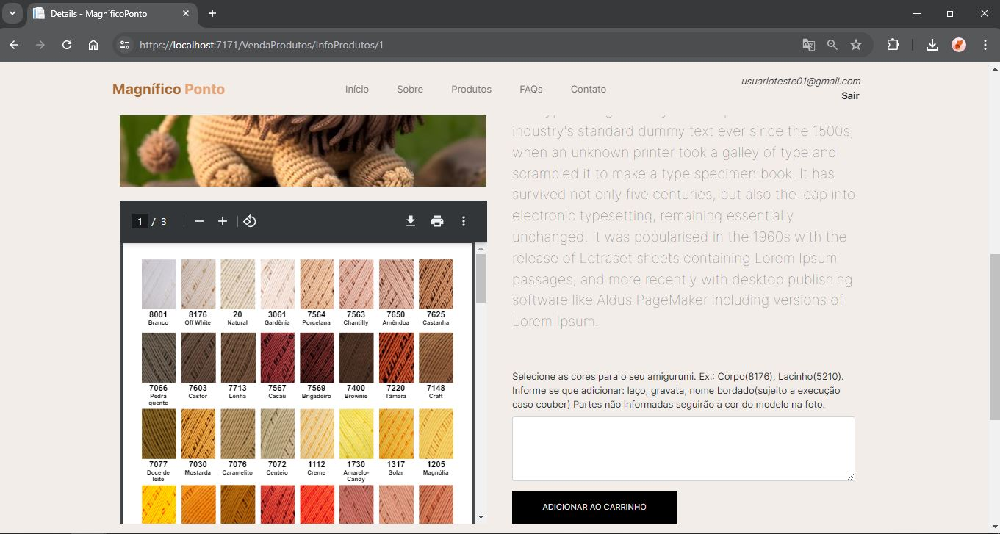 Details - MagníficoPonto
https://localhost:7171/VendaProdutos/InfoProdutos/1
Magnífico Ponto
Início
Sobre
Produtos
FAQs
Contato
usuarioteste01@gmail.com
Sair
industry's standard dummy text ever since the 1500s,
when an unknown printer took a galley of type and
scrambled it to make a type specimen book. It has
survived not only five centuries, but also the leap into
electronic typesetting, remaining essentially
unchanged. It was popularised in the 1960s with the
release of Letraset sheets containing Lorem Ipsum
passages, and more recently with desktop publishing
software like Aldus PageMaker including versions of
Lorem Ipsum.
1 / 3
8001 8176 20 3061 7564 7563 7650 7625
Branco Off White Natural Gardênia Porcelana Chantilly Amêndoa Castanha
7066 7603 7713 7567 7569 7400 7220 7148
Pedra Castor Lenha Cacau Brigadeiro Brownie Tâmara Craft
quente
7077 7030 7076 7072 1112 1730 1317 1205
Doce de Mostarda Caramelito Centeio Creme Amarelo- Solar Magnólia
leite Candy
Selecione as cores para o seu amigurumi. Ex.: Corpo(8176), Lacinho(5210).
Informe se que adicionar: laço, gravata, nome bordado(sujeito a execução
caso couber) Partes não informadas seguirão a cor do modelo na foto.
ADICIONAR AO CARRINHO